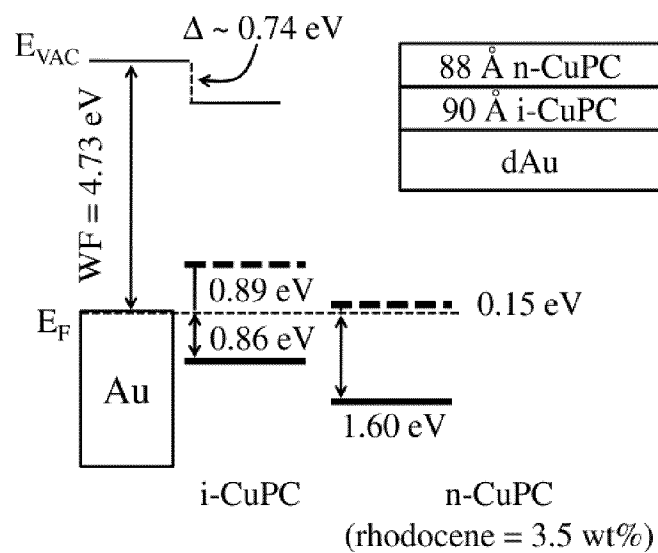 Δ ~ 0.74 eV
E_VAC
88 Å n-CuPC
90 Å i-CuPC
dAu
WF = 4.73 eV
0.89 eV
0.15 eV
E_F
0.86 eV
Au
1.60 eV
i-CuPC
n-CuPC
(rhodocene = 3.5 wt%)